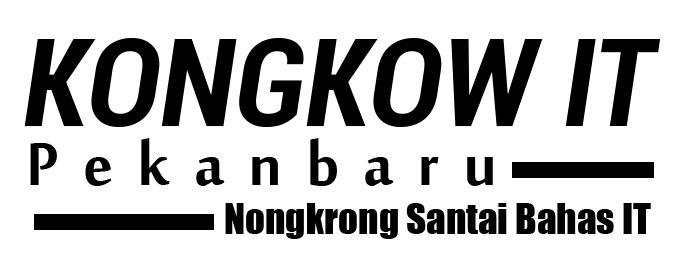 KONGKOW IT
Pekanbaru
Nongkrong Santai Bahas IT